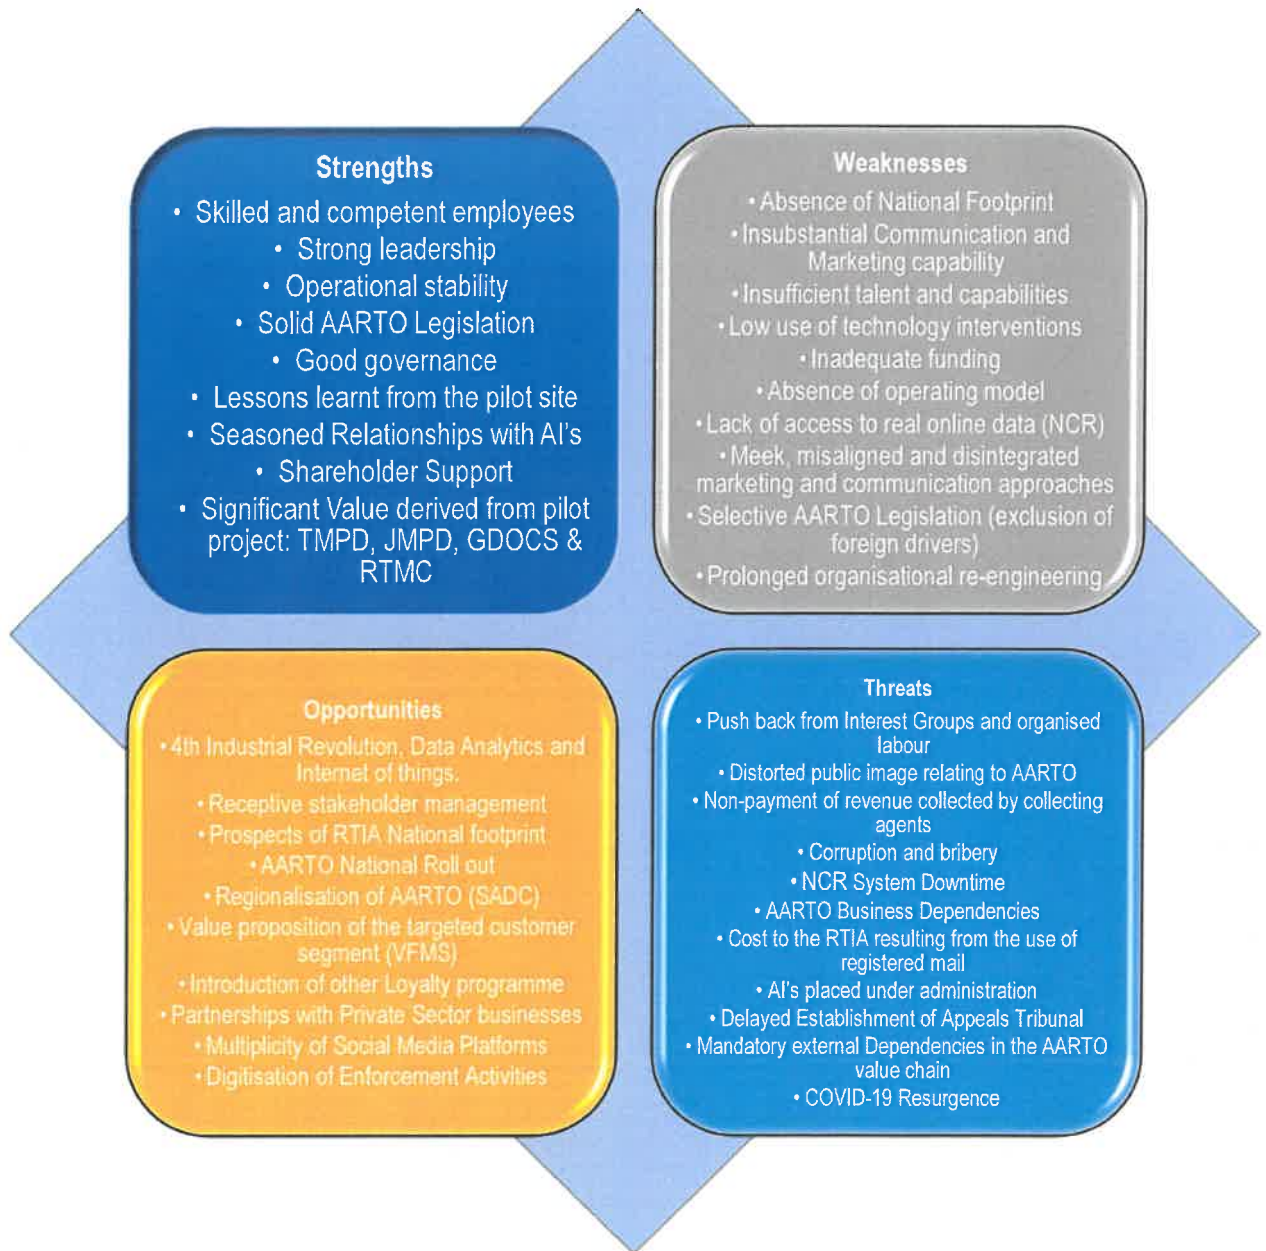 Strengths
• Skilled and competent employees
• Strong leadership
• Operational stability
• Solid AARTO Legislation
• Good governance
• Lessons learnt from the pilot site
• Seasoned Relationships with AI's
• Shareholder Support
• Significant Value derived from pilot
project: TMPD, JMPD, GDOCS &
RTMC
Weaknesses
• Absence of National Footprint
• Insubstantial Communication and
Marketing capability
• Insufficient talent and capabilities
• Low use of technology interventions
• Inadequate funding
• Absence of operating model
• Lack of access to real online data (NCR)
• Meek, misaligned and disintegrated
marketing and communication approaches
• Selective AARTO Legislation (exclusion of
foreign drivers)
• Prolonged organisational re-engineering
Opportunities
• 4th Industrial Revolution, Data Analytics and
Internet of things.
• Receptive stakeholder management
• Prospects of RTIA National footprint
• AARTO National Roll out
• Regionalisation of AARTO (SADC)
• Value proposition of the targeted customer
segment (VFMS)
• Introduction of other Loyalty programme
• Partnerships with Private Sector businesses
• Multiplicity of Social Media Platforms
• Digitisation of Enforcement Activities
Threats
• Push back from Interest Groups and organised
labour
• Distorted public image relating to AARTO
• Non-payment of revenue collected by collecting
agents
• Corruption and bribery
• NCR System Downtime
• AARTO Business Dependencies
• Cost to the RTIA resulting from the use of
registered mail
• AI's placed under administration
• Delayed Establishment of Appeals Tribunal
• Mandatory external Dependencies in the AARTO
value chain
• COVID-19 Resurgence